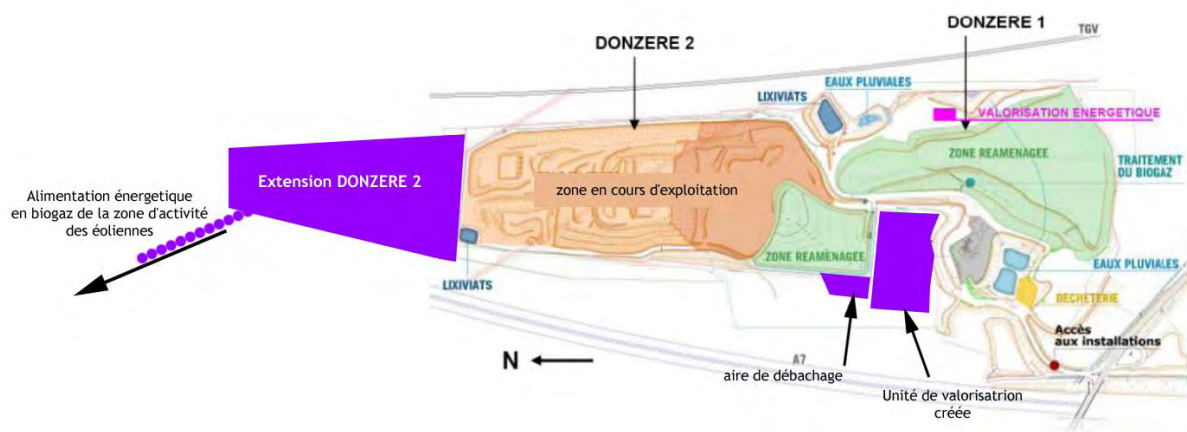 DONZERE 1
TGV
DONZERE 2
EAUX PLUVIALES
LIXIVIATS
VALORISATION ENERGETIQUE
ZONE REAMENAGEE
TRAITEMENT
DU BIOGAZ
Extension DONZERE 2
zone en cours d'exploitation
Alimentation énergetique
en biogaz de la zone d'activité
des éoliennes
ZONE REAMENAGEE
EAUX PLUVIALES
LIXIVIATS
DECHETERIE
Accès
aux installations
N
A7
aire de débachage
Unité de valorisatrion
créée